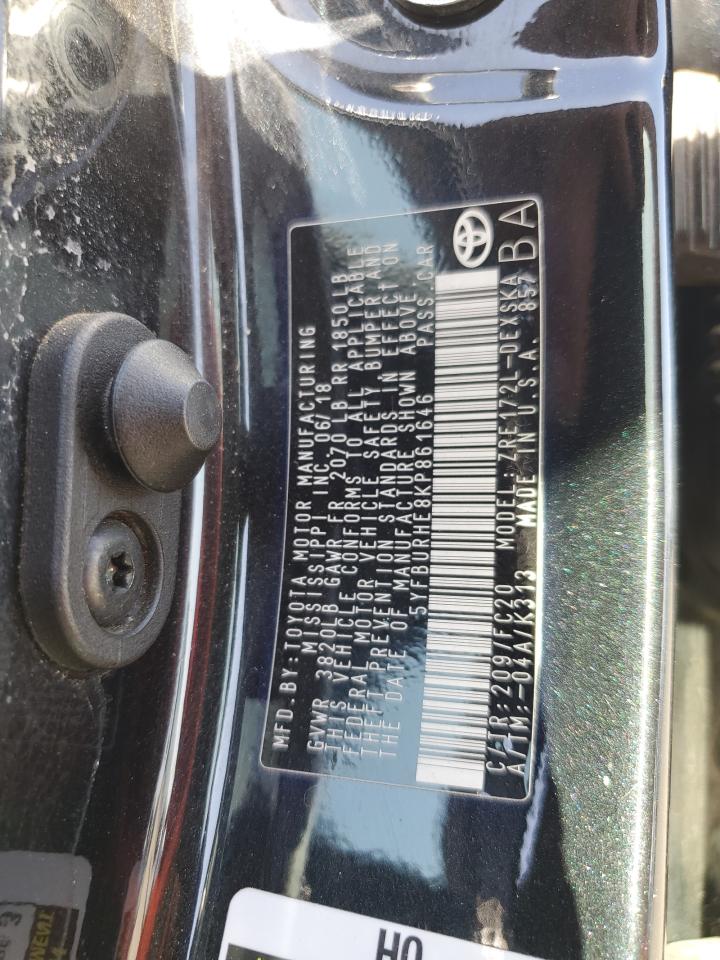 MFD.BY:TOYOTA MOTOR MANUFACTURING
MISSISSIPPI INC. 06/18
GVWR 3820LB GAWR FR 2070LB RR 1850LB
THIS VEHICLE CONFORMS TO ALL APPLICABLE
FEDERAL MOTOR VEHICLE SAFETY, BUMPER AND
THEFT PREVENTION STANDARDS IN EFFECT ON
THE DATE OF MANUFACTURE SHOWN ABOVE
5YFBURHE8KP861646 PASS. CAR
C/TR:209/FC20 MODEL:ZRE172L-DEXSKA
A/TM:-04A/K313 MADE IN U.S.A. 857
BA
HO